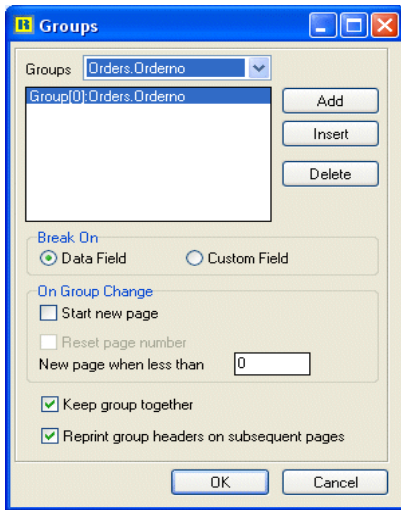 Groups
Groups Orders.Orderno
Group[0]:Orders.Orderno
Add
Insert
Delete
Break On
Data Field Custom Field
On Group Change
Start new page
Reset page number
New page when less than 0
Keep group together
Reprint group headers on subsequent pages
OK Cancel